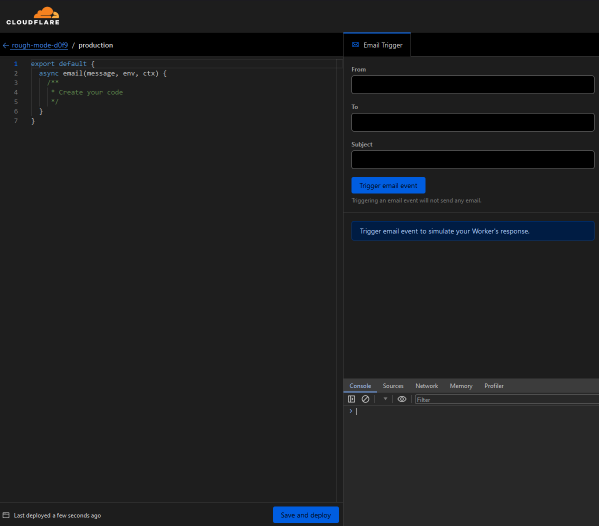 CLOUDFLARE
← rough-mode-d0f9 / production
1 export default {
2 async email(message, env, ctx) {
3 /**
4 * Create your code
5 */
6 }
7 }
Last deployed a few seconds ago
Save and deploy
Email Trigger
From
To
Subject
Trigger email event
Triggering an email event will not send any email.
Trigger email event to simulate your Worker's response.
Console Sources Network Memory Profiler
Filter
>